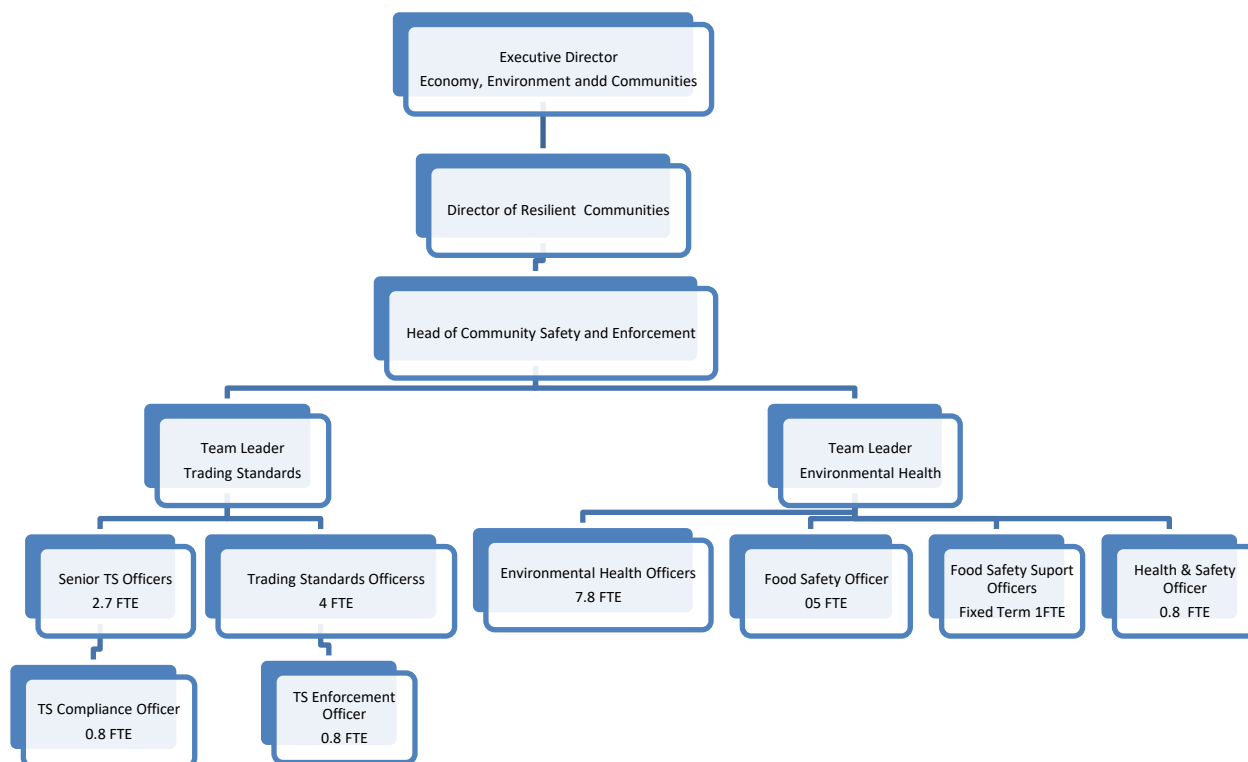 Executive Director
Economy, Environment andd Communities
Director of Resilient  Communities
Head of Community Safety and Enforcement
Team Leader
Trading Standards
Team Leader
Environmental Health
Senior TS Officers
2.7 FTE
Trading Standards Officerss
4 FTE
Environmental Health Officers
7.8 FTE
Food Safety Officer
05 FTE
Food Safety Suport
Officers
Fixed Term 1FTE
Health & Safety
Officer
0.8  FTE
TS Compliance Officer
0.8 FTE
TS Enforcement
Officer
0.8 FTE